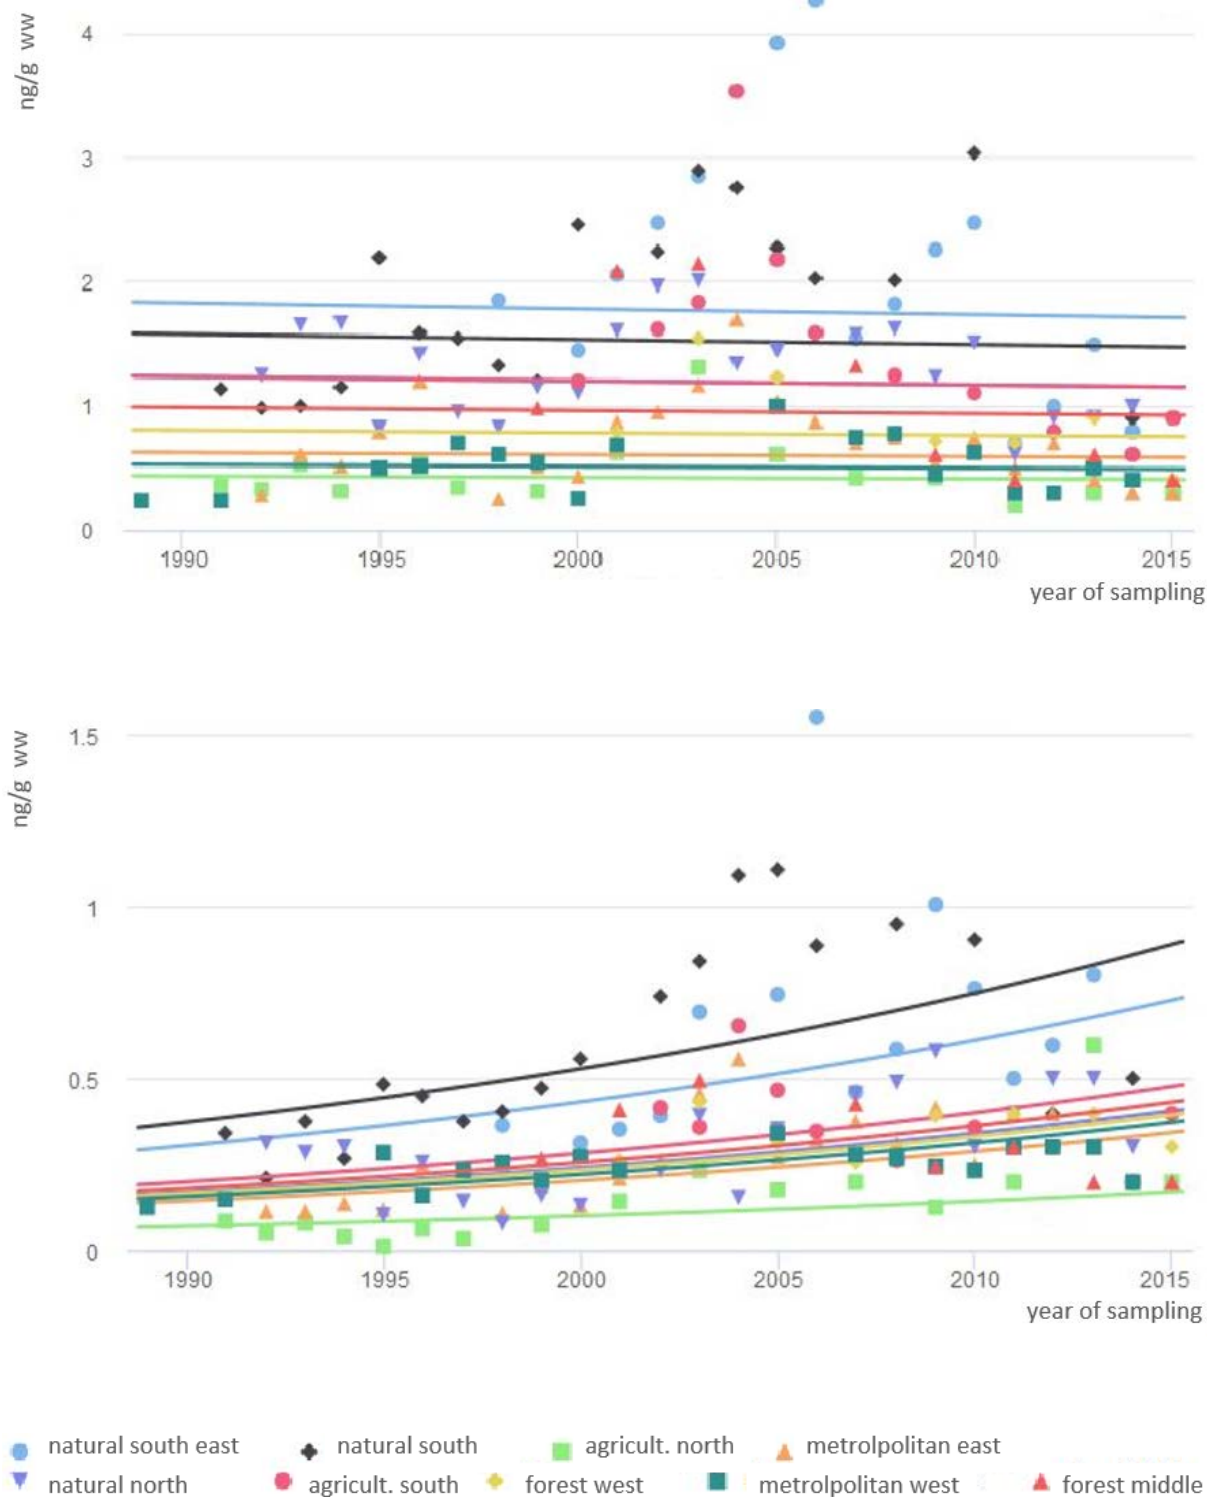 ng/g ww
4
3
2
1
0
1990 1995 2000 2005 2010 2015
year of sampling
ng/g ww
1.5
1
0.5
0
1990 1995 2000 2005 2010 2015
year of sampling
natural south east natural south agricult. north metrolpolitan east
natural north agricult. south forest west metrolpolitan west forest middle